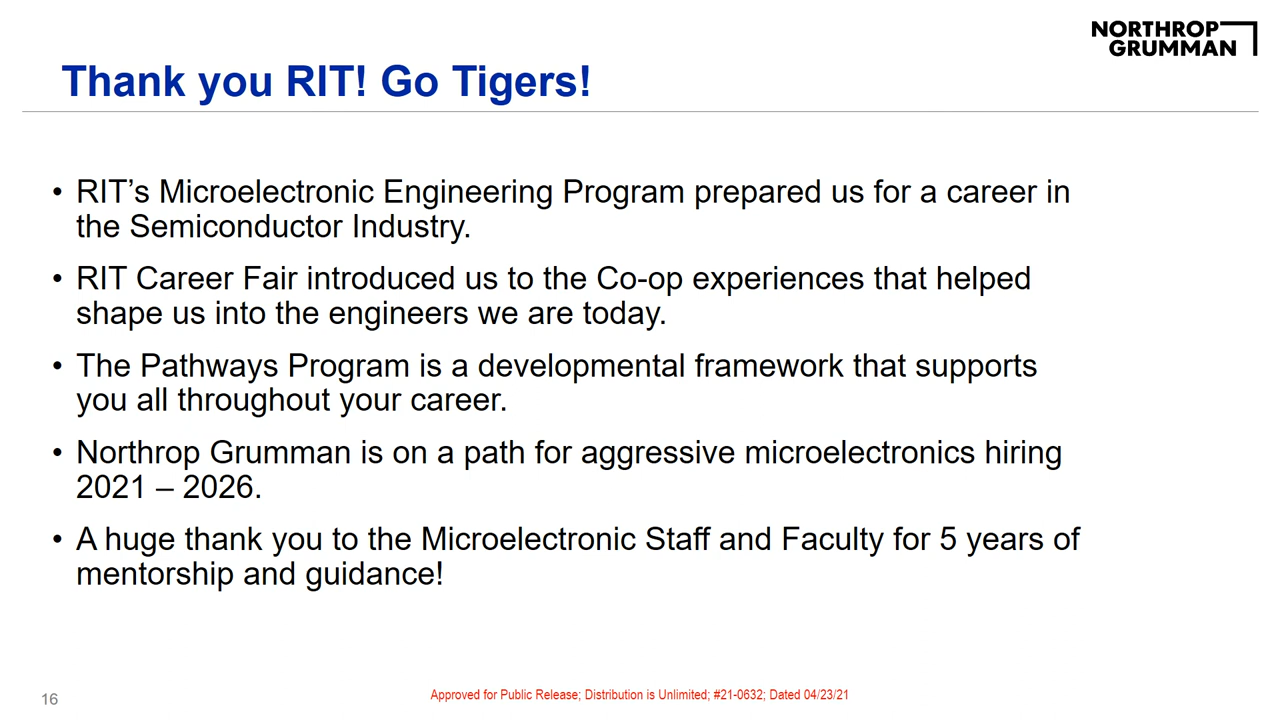 NORTHROP
GRUMMAN
Thank you RIT! Go Tigers!
• RIT’s Microelectronic Engineering Program prepared us for a career in
the Semiconductor Industry.
• RIT Career Fair introduced us to the Co-op experiences that helped
shape us into the engineers we are today.
• The Pathways Program is a developmental framework that supports
you all throughout your career.
• Northrop Grumman is on a path for aggressive microelectronics hiring
2021 – 2026.
• A huge thank you to the Microelectronic Staff and Faculty for 5 years of
mentorship and guidance!
16
Approved for Public Release; Distribution is Unlimited; #21-0632; Dated 04/23/21